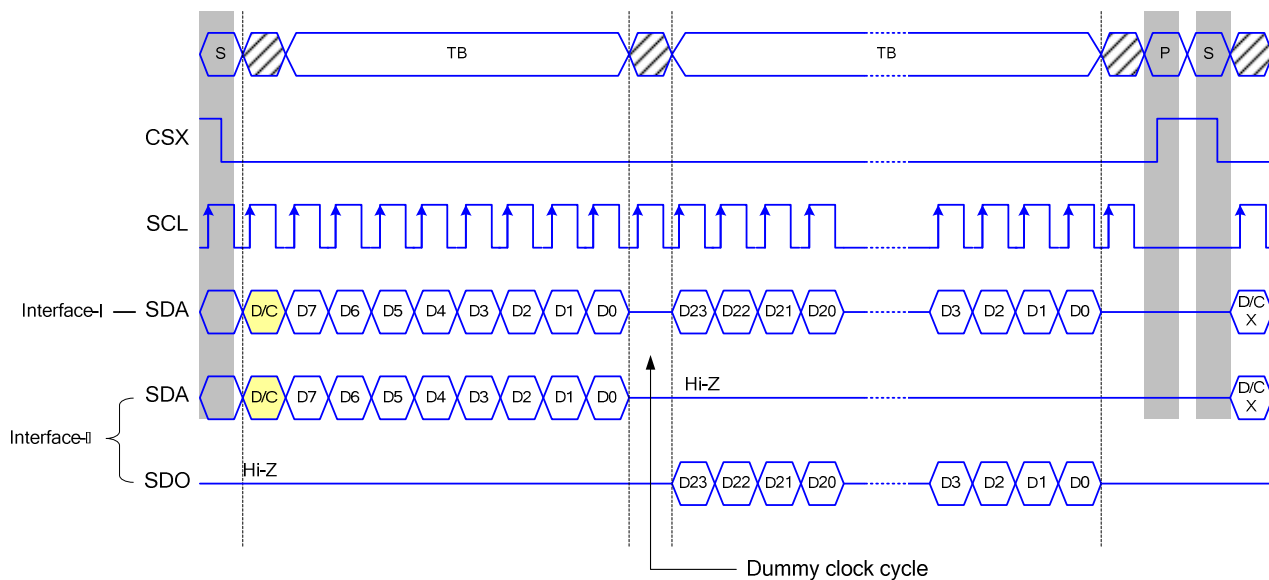 S TB TB P S
CSX
SCL
Interface-I SDA D/C D7 D6 D5 D4 D3 D2 D1 D0 D23 D22 D21 D20 D3 D2 D1 D0 D/C X
SDA D/C D7 D6 D5 D4 D3 D2 D1 D0 Hi-Z D/C X
Interface-
SDO Hi-Z D23 D22 D21 D20 D3 D2 D1 D0
Dummy clock cycle